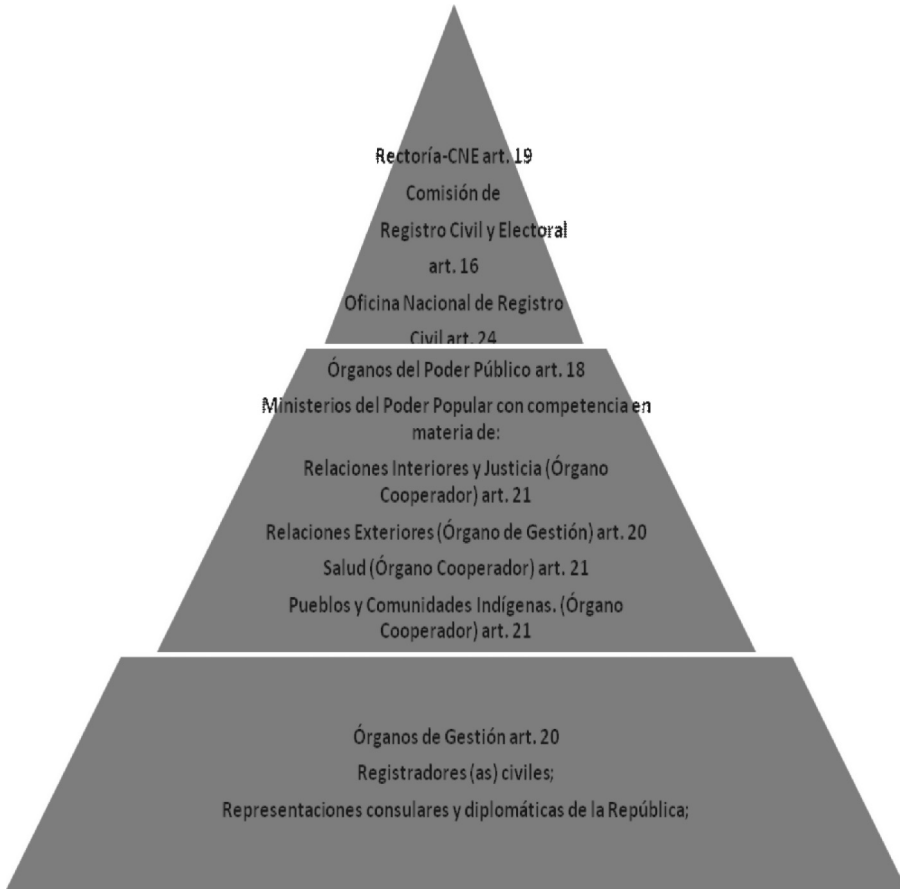 Rectoría-CNE art. 19
Comisión de
Registro Civil y Electoral
art. 16
Oficina Nacional de Registro
Civil art. 24
Órganos del Poder Público art. 18
Ministerios del Poder Popular con competencia en
materia de:
Relaciones Interiores y Justicia (Órgano
Cooperador) art. 21
Relaciones Exteriores (Órgano de Gestión) art. 20
Salud (Órgano Cooperador) art. 21
Pueblos y Comunidades Indígenas. (Órgano
Cooperador) art. 21
Órganos de Gestión art. 20
Registradores (as) civiles;
Representaciones consulares y diplomáticas de la República;